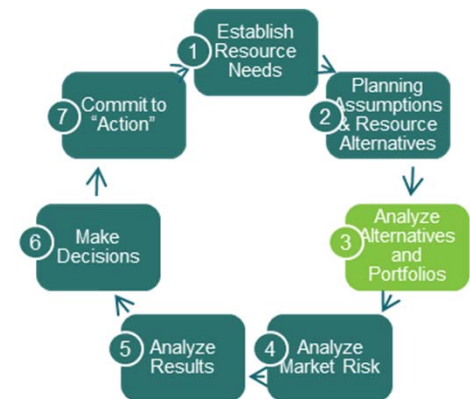 1
Establish
Resource
Needs
2
Planning
Assumptions
& Resource
Alternatives
3
Analyze
Alternatives
and
Portfolios
4
Analyze
Market Risk
5
Analyze
Results
6
Make
Decisions
7
Commit to
“Action”